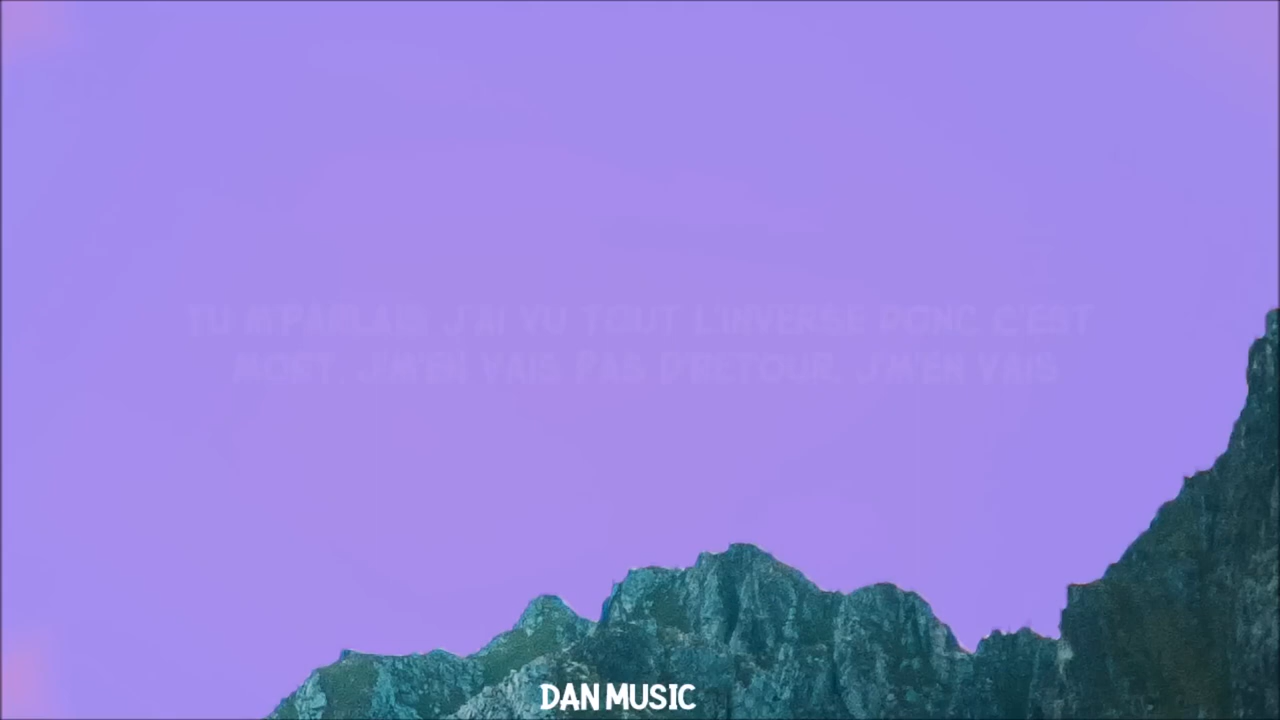 TU M'PARLAIS, J'AI VU TOUT L'INVERSE DONC C'EST
MORT, J'M'EN VAIS PAS D'RETOUR, J'M'EN VAIS
DAN MUSIC